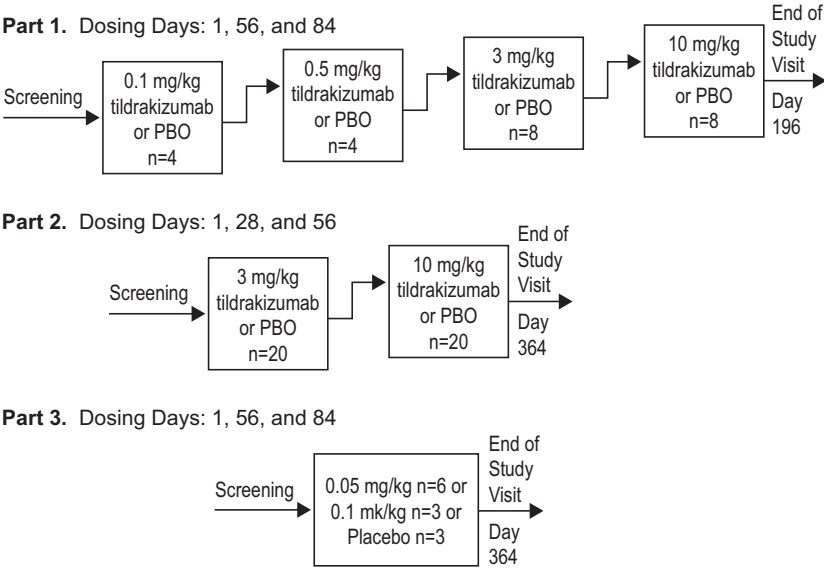 Part 1. Dosing Days: 1, 56, and 84
Screening
0.1 mg/kg
tildrakizumab
or PBO
n=4
0.5 mg/kg
tildrakizumab
or PBO
n=4
3 mg/kg
tildrakizumab
or PBO
n=8
10 mg/kg
tildrakizumab
or PBO
n=8
End of
Study
Visit
Day
196
Part 2. Dosing Days: 1, 28, and 56
Screening
3 mg/kg
tildrakizumab
or PBO
n=20
10 mg/kg
tildrakizumab
or PBO
n=20
End of
Study
Visit
Day
364
Part 3. Dosing Days: 1, 56, and 84
Screening
0.05 mg/kg n=6 or
0.1 mk/kg n=3 or
Placebo n=3
End of
Study
Visit
Day
364